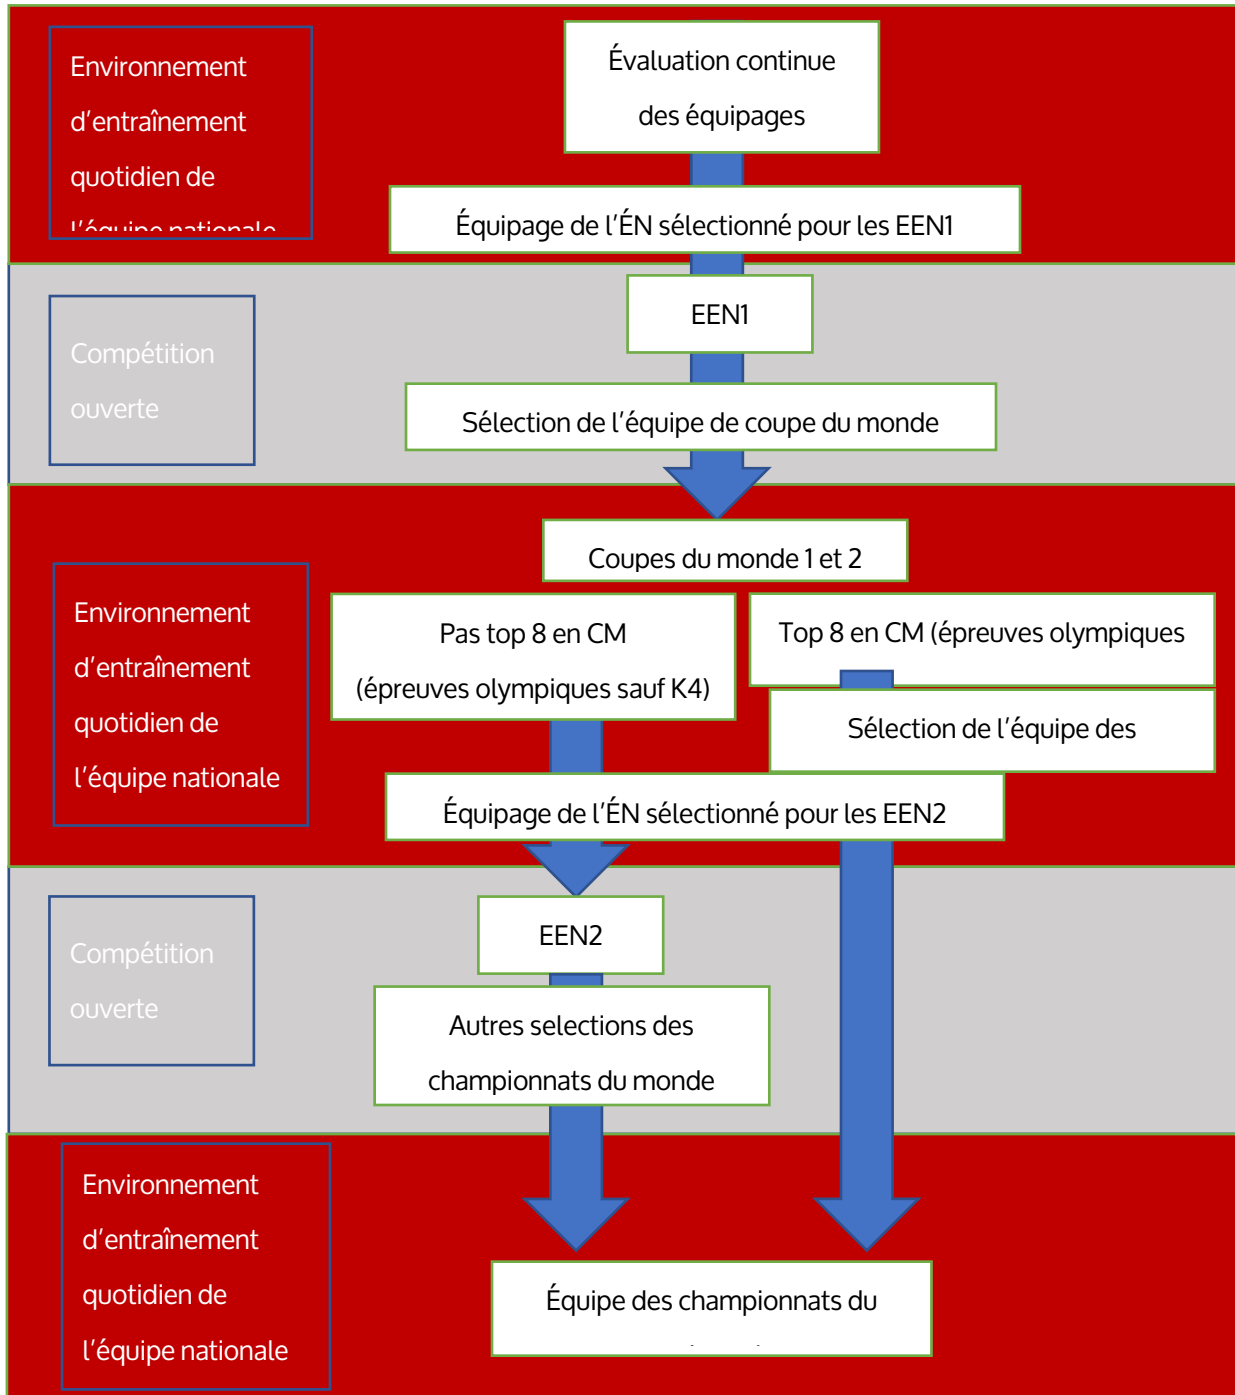 Environnement
d'entraînement
quotidien de
l'équipe nationale
Évaluation continue
des équipages
Équipage de l'ÉN sélectionné pour les EEN1
Compétition
ouverte
EEN1
Sélection de l'équipe de coupe du monde
Coupes du monde 1 et 2
Environnement
d'entraînement
quotidien de
l'équipe nationale
Pas top 8 en CM
(épreuves olympiques sauf K4)
Top 8 en CM (épreuves olympiques
Sélection de l'équipe des
Équipage de l'ÉN sélectionné pour les EEN2
Compétition
ouverte
EEN2
Autres selections des
championnats du monde
Environnement
d'entraînement
quotidien de
l'équipe nationale
Équipe des championnats du